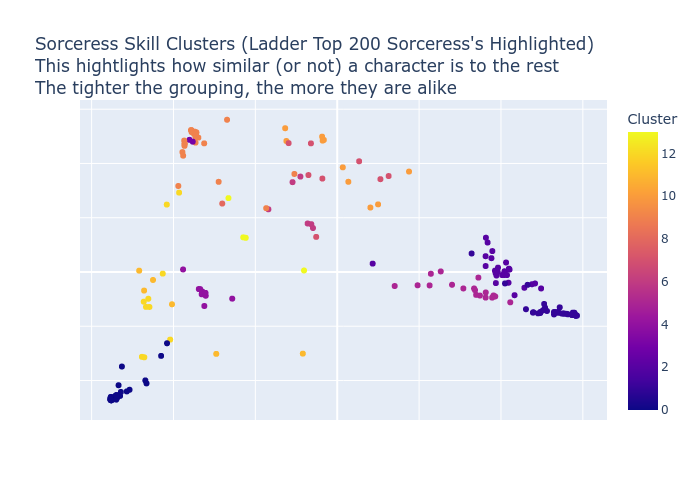 Sorceress Skill Clusters (Ladder Top 200 Sorceress's Highlighted)
This hightlights how similar (or not) a character is to the rest
The tighter the grouping, the more they are alike
Cluster
12
10
8
6
4
2
0